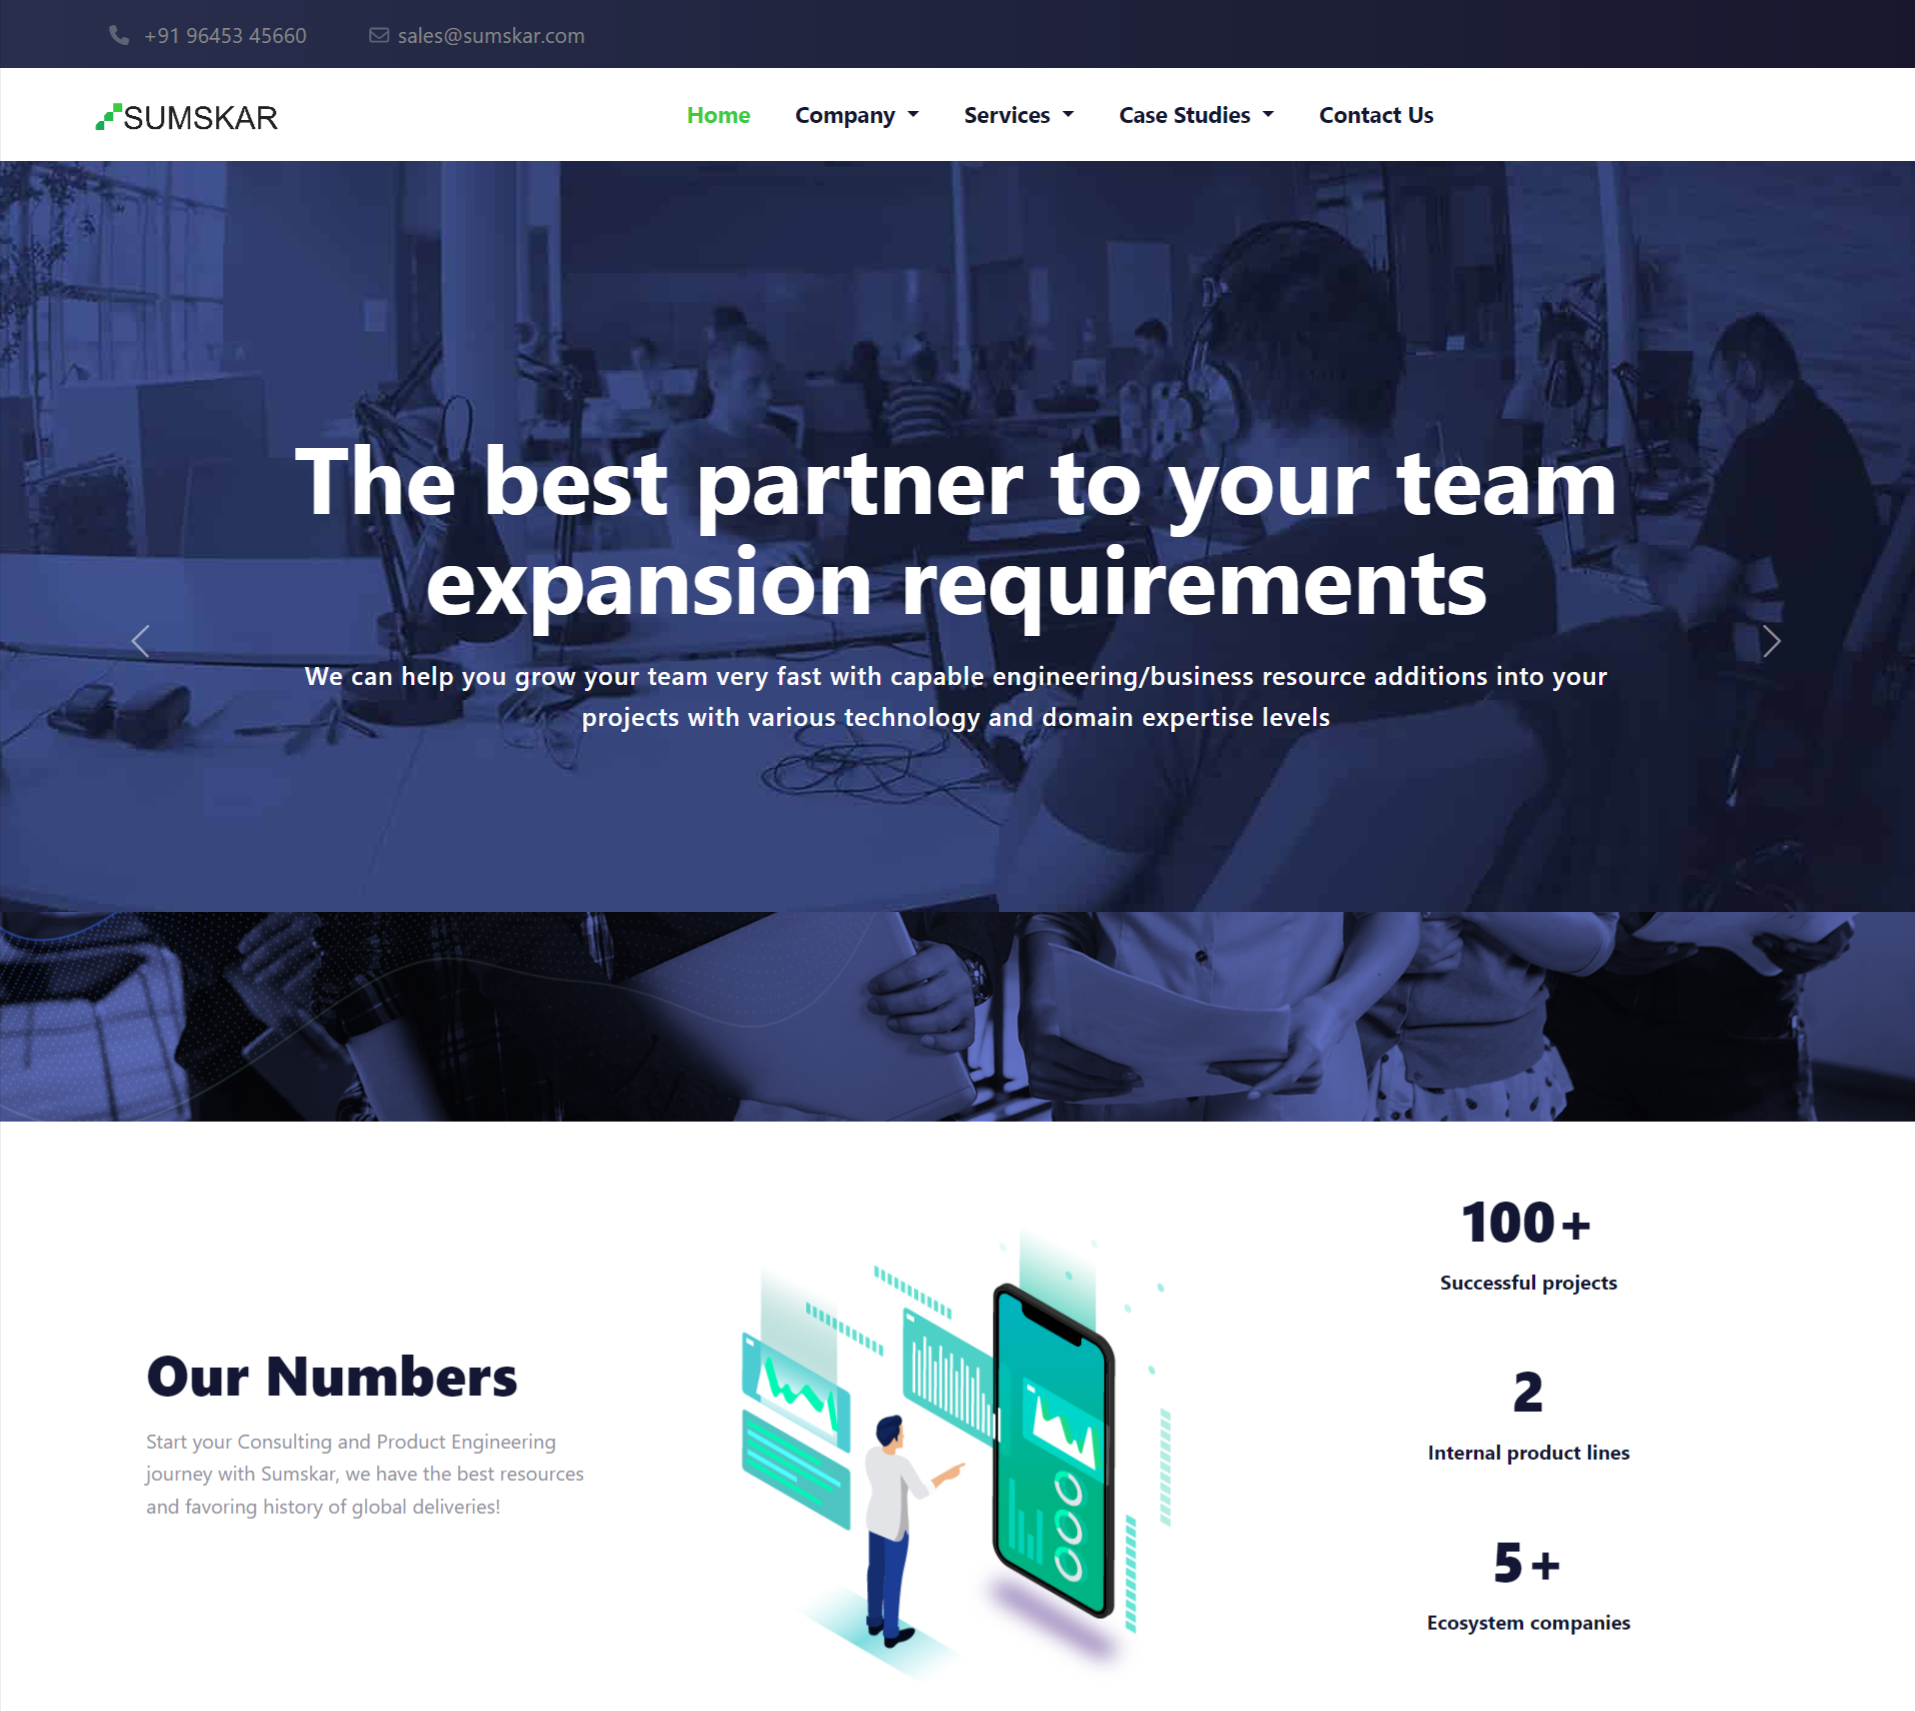 +91 96453 45660 sales@sumskar.com
SUMSKAR Home Company Services Case Studies Contact Us
The best partner to your team
expansion requirements
We can help you grow your team very fast with capable engineering/business resource additions into your
projects with various technology and domain expertise levels
100+
Successful projects
Our Numbers
Start your Consulting and Product Engineering
journey with Sumskar, we have the best resources
and favoring history of global deliveries!
2
Internal product lines
5+
Ecosystem companies